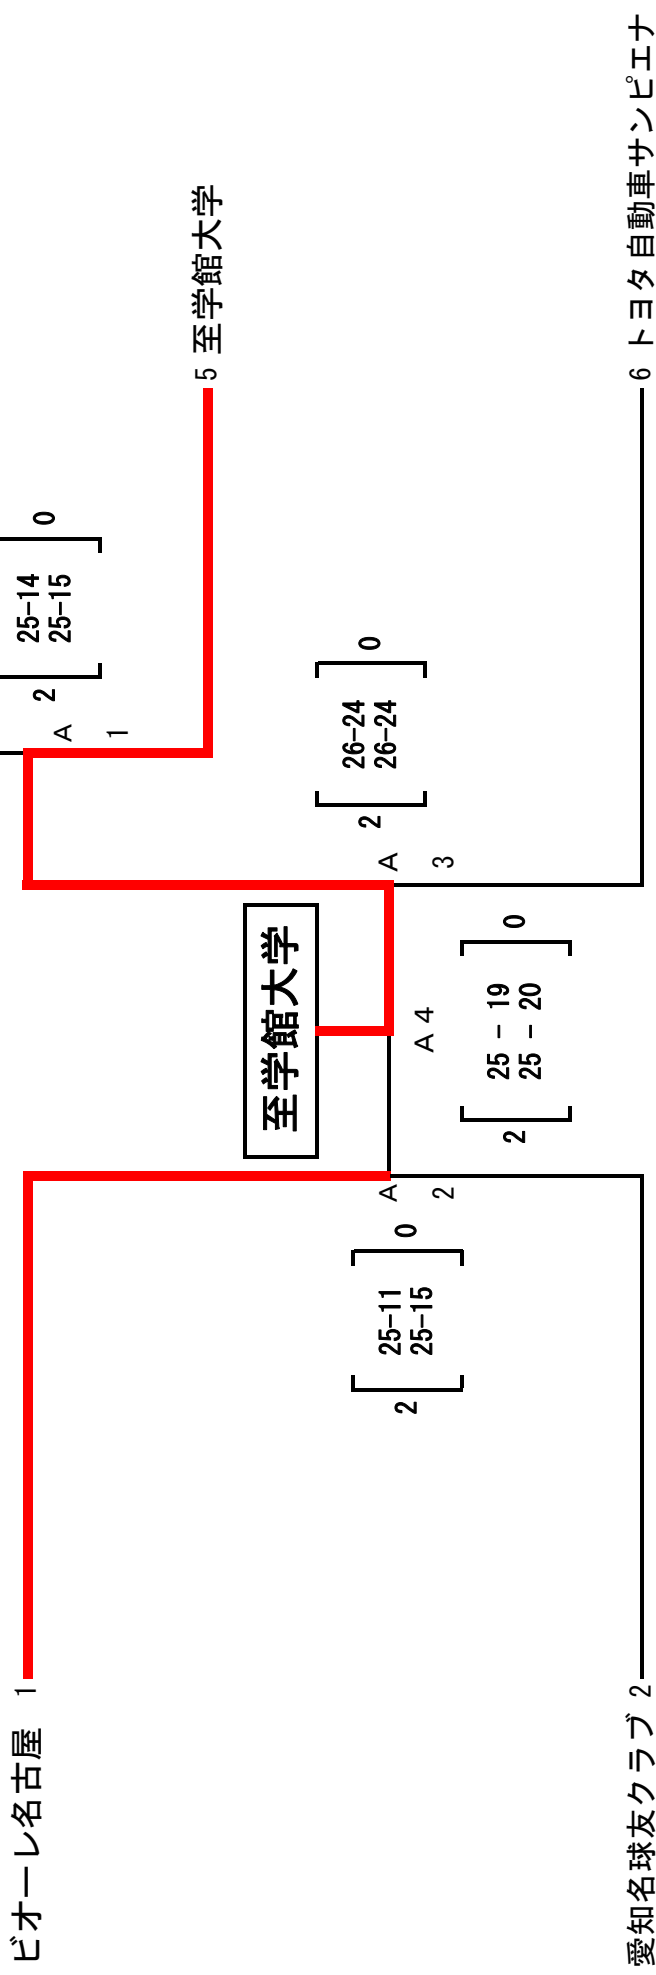 ビオーレ名古屋 1
愛知名球友クラブ 2
5 至学館大学
6 トヨタ自動車サンピエナ
至学館大学
A 1
2 0
25-14
25-15
A 2
2 0
25-11
25-15
A 3
2 0
26-24
26-24
A 4
2 0
25 - 19
25 - 20